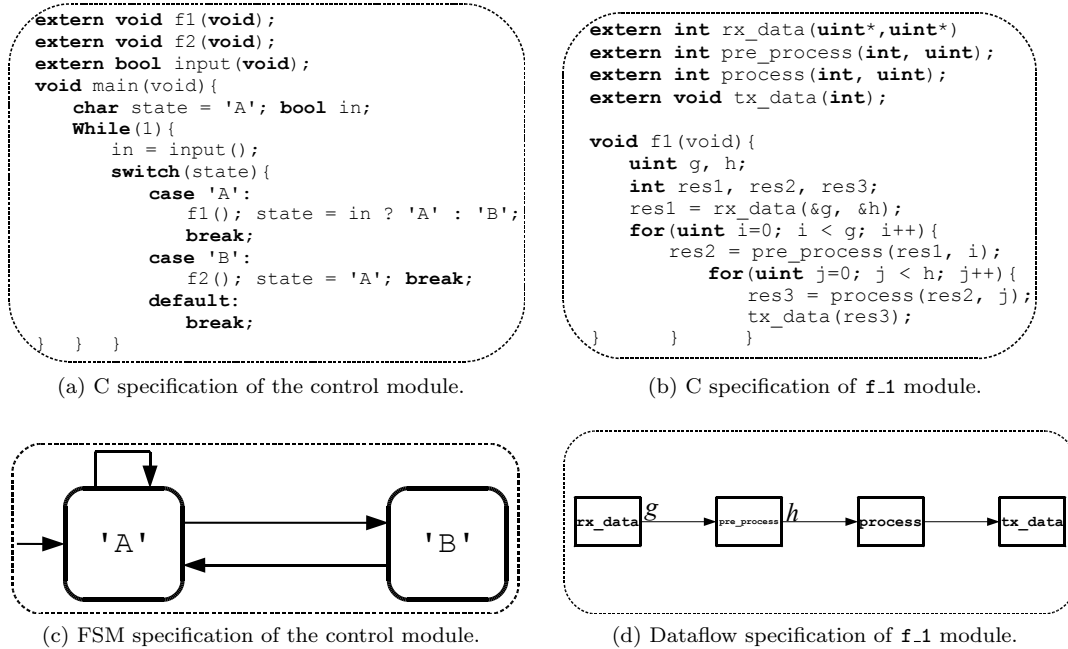 extern void f1(void);
extern void f2(void);
extern bool input(void);
void main(void){
char state = 'A'; bool in;
While(1){
in = input();
switch(state){
case 'A':
f1(); state = in ? 'A' : 'B';
break;
case 'B':
f2(); state = 'A'; break;
default:
break;
} } }
(a) C specification of the control module.
extern int rx_data(uint*,uint*)
extern int pre_process(int, uint);
extern int process(int, uint);
extern void tx_data(int);
void f1(void){
uint g, h;
int res1, res2, res3;
res1 = rx_data(&g, &h);
for(uint i=0; i < g; i++){
res2 = pre_process(res1, i);
for(uint j=0; j < h; j++){
res3 = process(res2, j);
tx_data(res3);
} } }
(b) C specification of f_1 module.
'A' 'B'
(c) FSM specification of the control module.
rx_data g pre_process h process tx_data
(d) Dataflow specification of f_1 module.